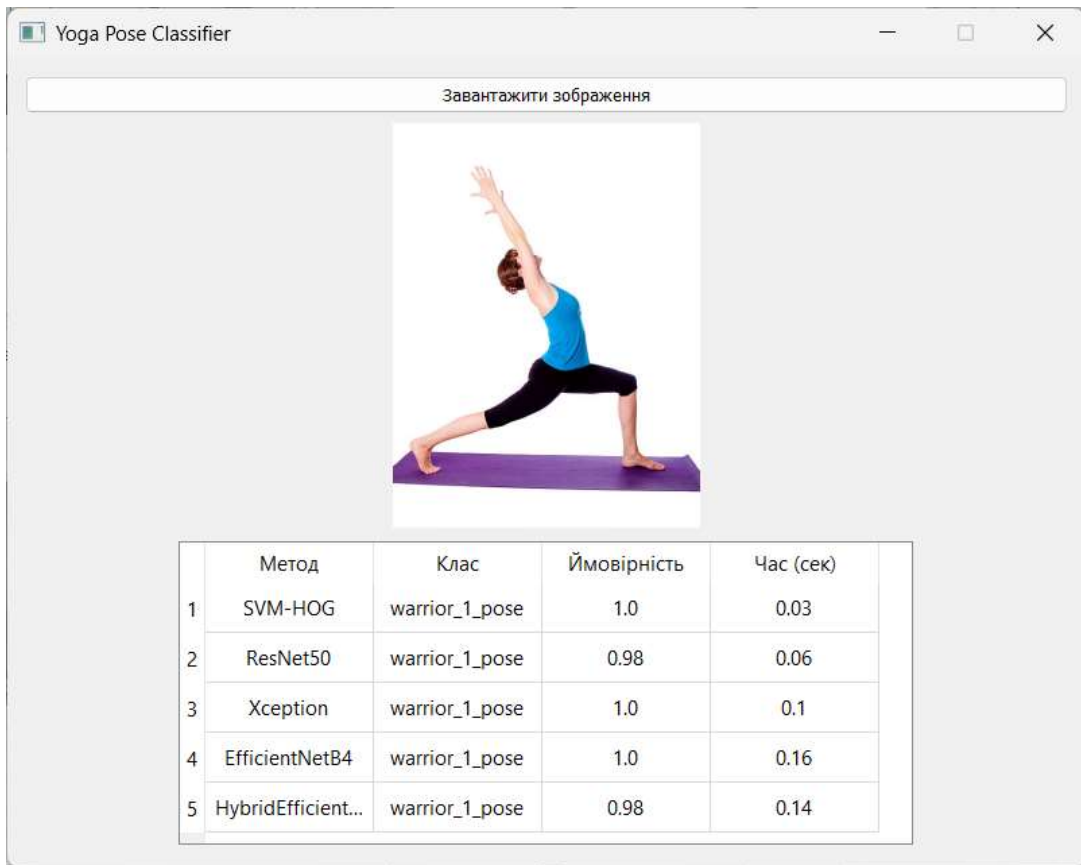 Yoga Pose Classifier
Завантажити зображення
Метод Клас Ймовірність Час (сек)
1 SVM-HOG warrior_1_pose 1.0 0.03
2 ResNet50 warrior_1_pose 0.98 0.06
3 Xception warrior_1_pose 1.0 0.1
4 EfficientNetB4 warrior_1_pose 1.0 0.16
5 HybridEfficient... warrior_1_pose 0.98 0.14